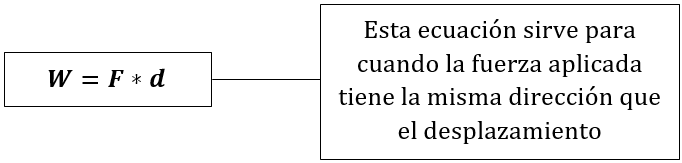 W = F * d
Esta ecuación sirve para
cuando la fuerza aplicada
tiene la misma dirección que
el desplazamiento